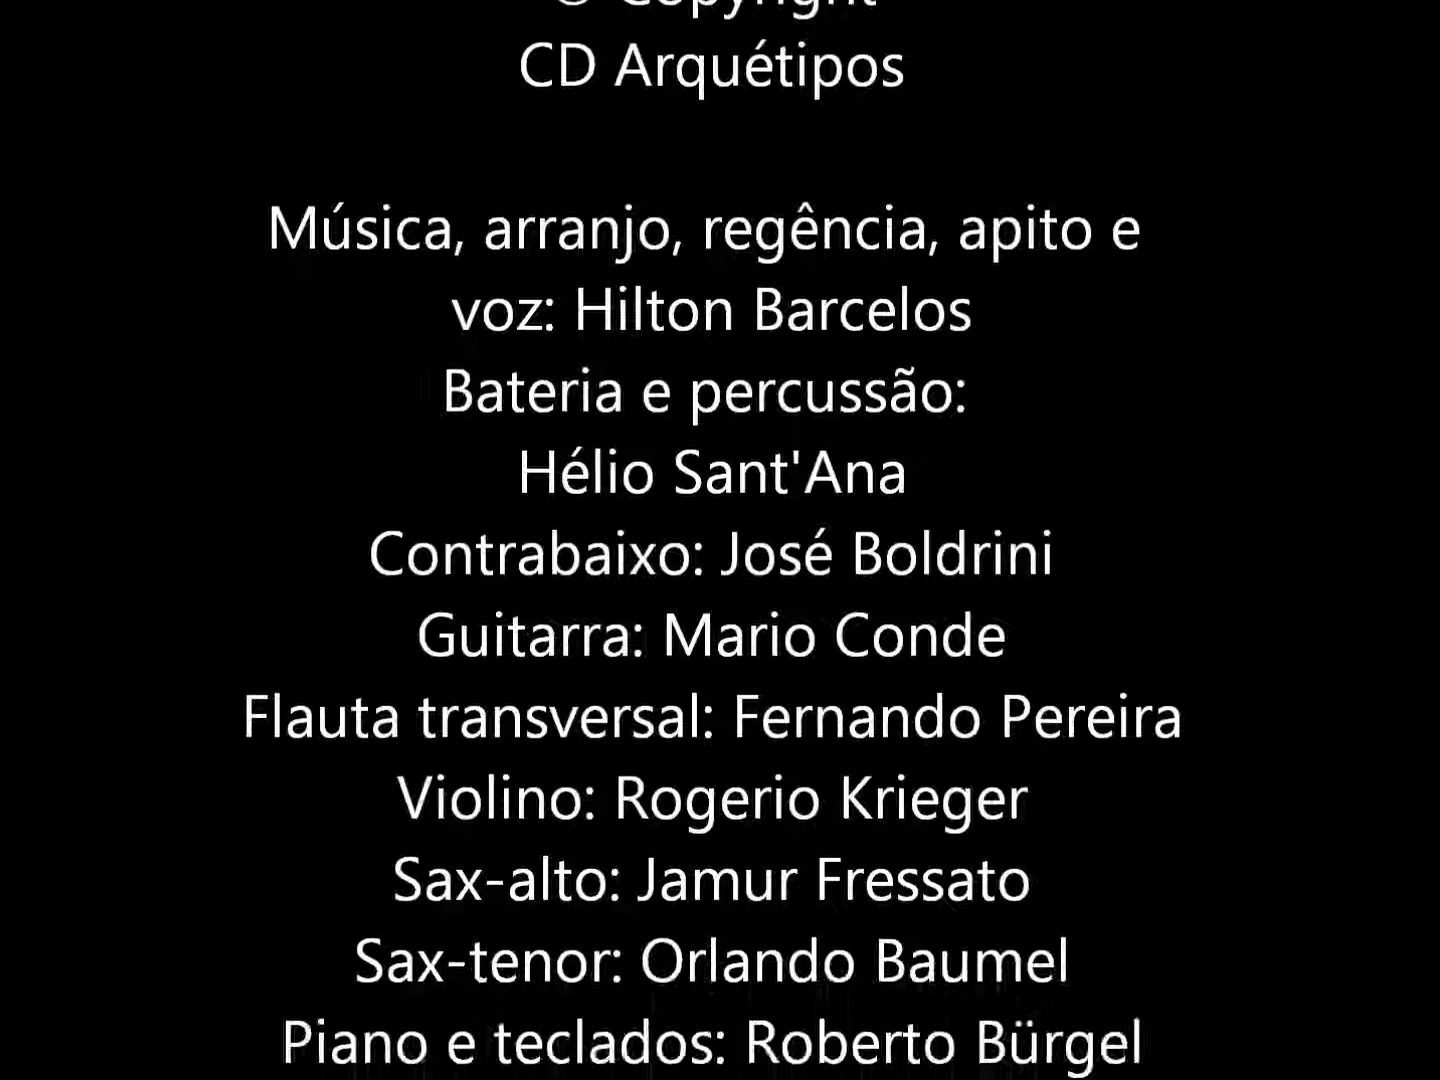 © Copyright
CD Arquétipos
Música, arranjo, regência, apito e
voz: Hilton Barcelos
Bateria e percussão:
Hélio Sant'Ana
Contrabaixo: José Boldrini
Guitarra: Mario Conde
Flauta transversal: Fernando Pereira
Violino: Rogerio Krieger
Sax-alto: Jamur Fressato
Sax-tenor: Orlando Baumel
Piano e teclados: Roberto Bürgel